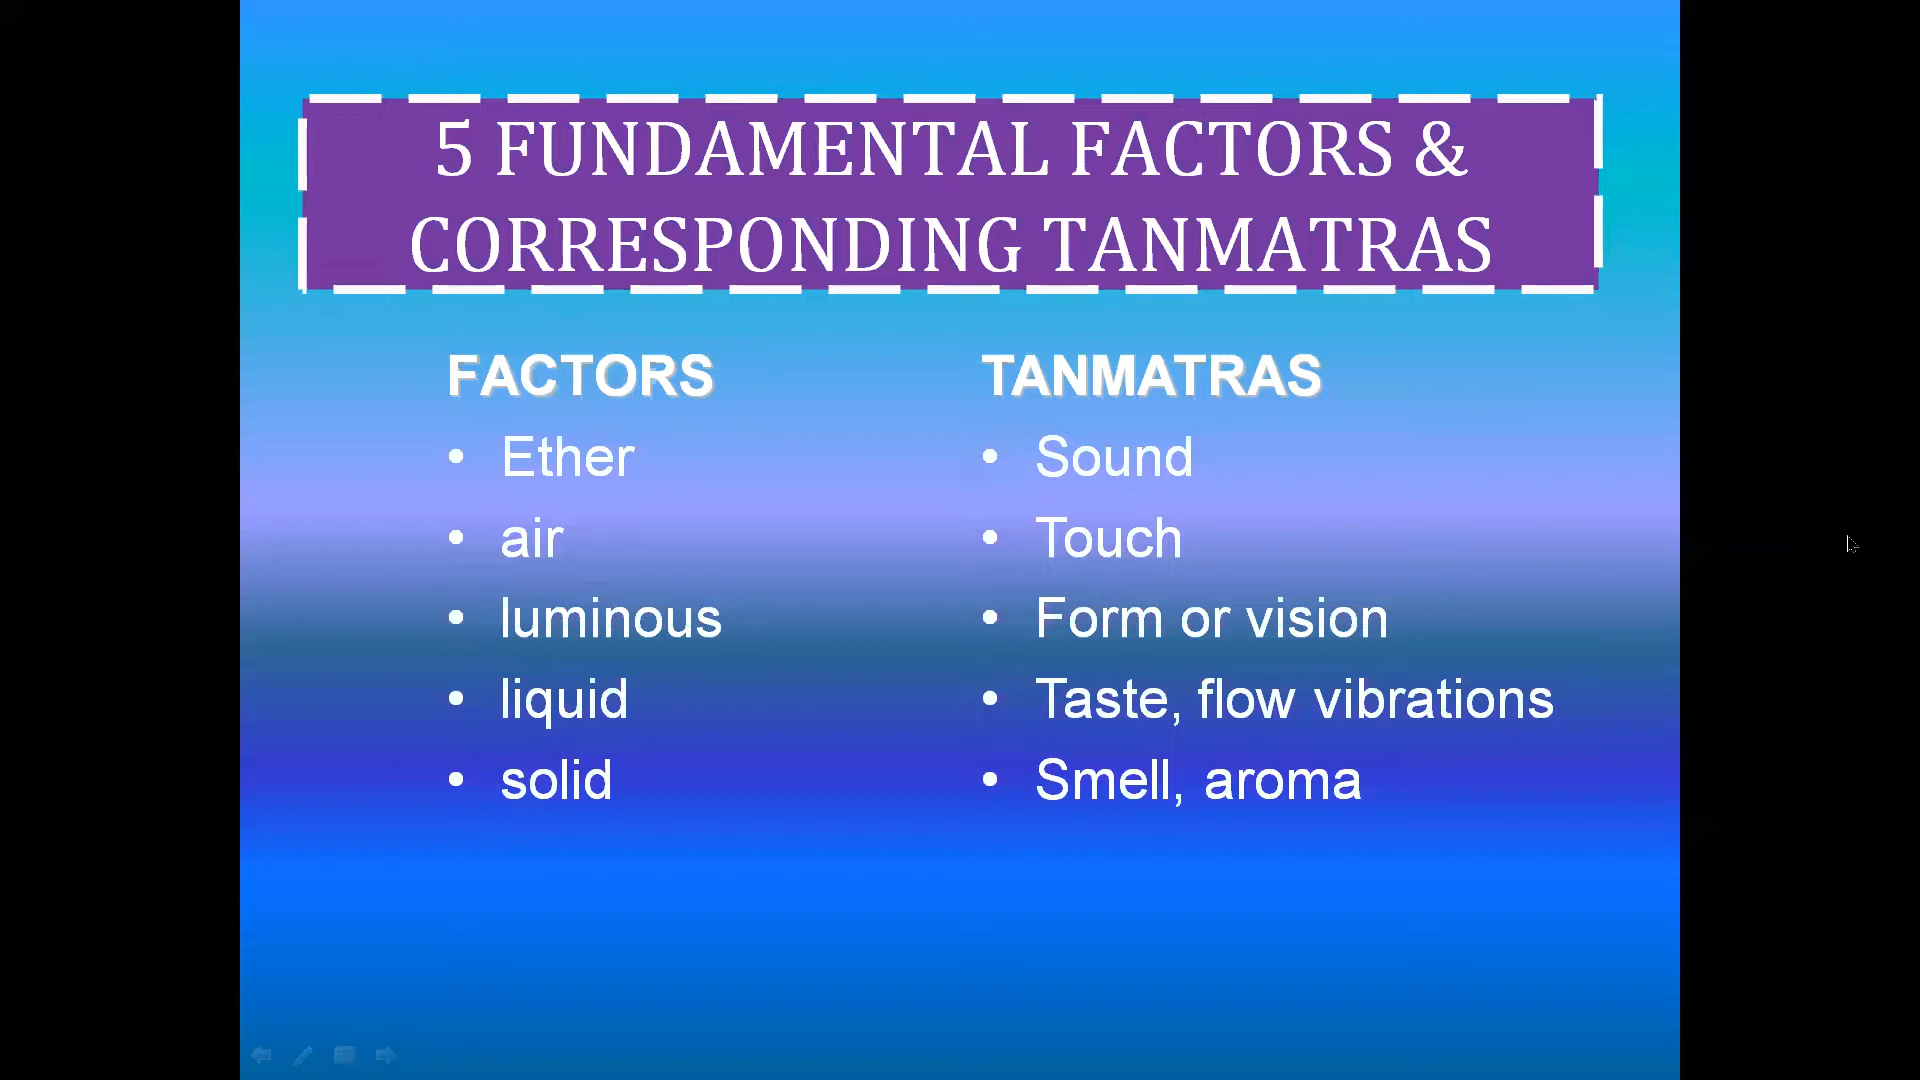 5 FUNDAMENTAL FACTORS &
CORRESPONDING TANMATRAS
FACTORS
• Ether
• air
• luminous
• liquid
• solid
TANMATRAS
• Sound
• Touch
• Form or vision
• Taste, flow vibrations
• Smell, aroma